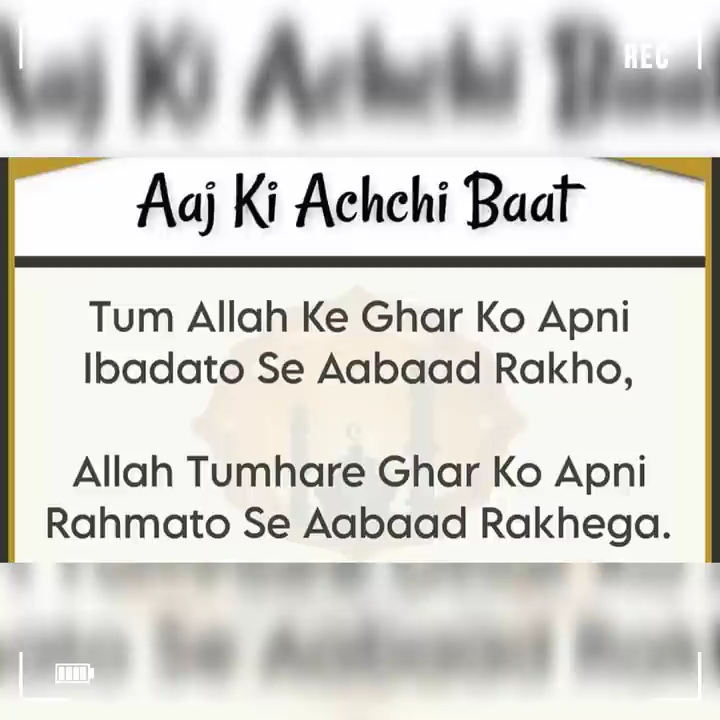 REC
Aaj Ki Achchi Baat
Tum Allah Ke Ghar Ko Apni
Ibadato Se Aabaad Rakho,
Allah Tumhare Ghar Ko Apni
Rahmato Se Aabaad Rakhega.